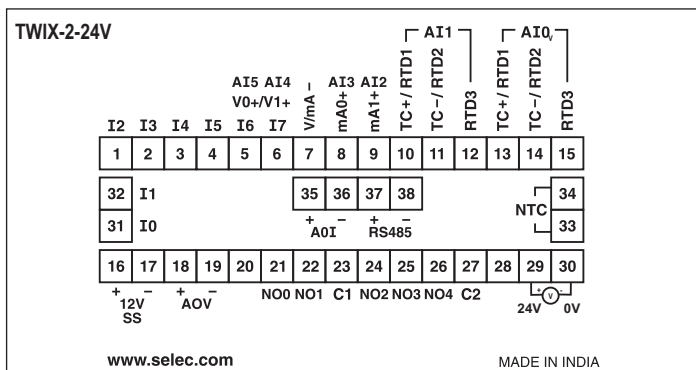 TWIX-2-24V
AI1 AI0v
AI5 AI4 AI3 AI2
V0+/V1+ V/mA – mA0+ mA1+ TC+/ RTD1 TC–/ RTD2 RTD3 TC+/ RTD1 TC–/ RTD2 RTD3
I2 I3 I4 I5 I6 I7
1 2 3 4 5 6 7 8 9 10 11 12 13 14 15
32 I1 35 36 37 38 NTC 34
31 I0 + – + – 33
A0I RS485
16 17 18 19 20 21 22 23 24 25 26 27 28 29 30
+ – + – NO0 NO1 C1 NO2 NO3 NO4 C2 + V -
12V AOV 24V 0V
SS
www.selec.com MADE IN INDIA